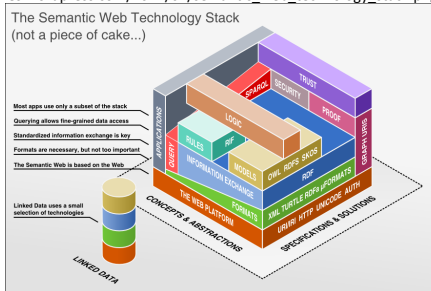 The Semantic Web Technology Stack
(not a piece of cake...)
Most apps use only a subset of the stack
Querying allows fine-grained data access
Standardized information exchange is key
Formats are necessary, but not too important
The Semantic Web is based on the Web
Linked Data uses a small
selection of technologies
LINKED DATA
APPLICATIONS
QUERY
SPARQL
SECURITY
TRUST
PROOF
GRAPH URIS
LOGIC
RULES
RIF
MODELS
OWL RDFS SKOS
INFORMATION EXCHANGE
RDF
FORMATS
XML TURTLE RDFa µFORMATS
THE WEB PLATFORM
URI/IRI HTTP UNICODE AUTH
CONCEPTS & ABSTRACTIONS
SPECIFICATIONS & SOLUTIONS